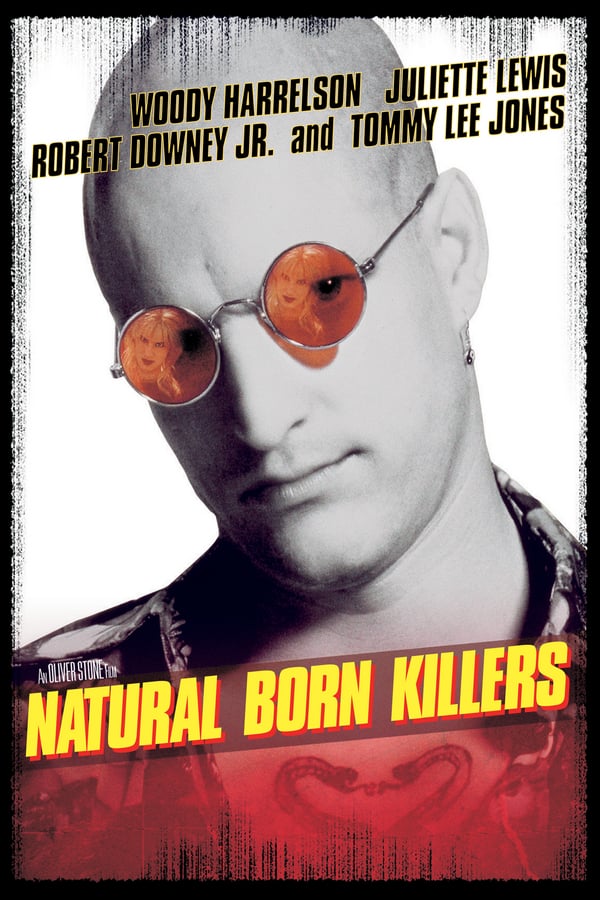 WOODY HARRELSON JULIETTE LEWIS
ROBERT DOWNEY JR. and TOMMY LEE JONES
AN OLIVER STONE FILM
NATURAL BORN KILLERS